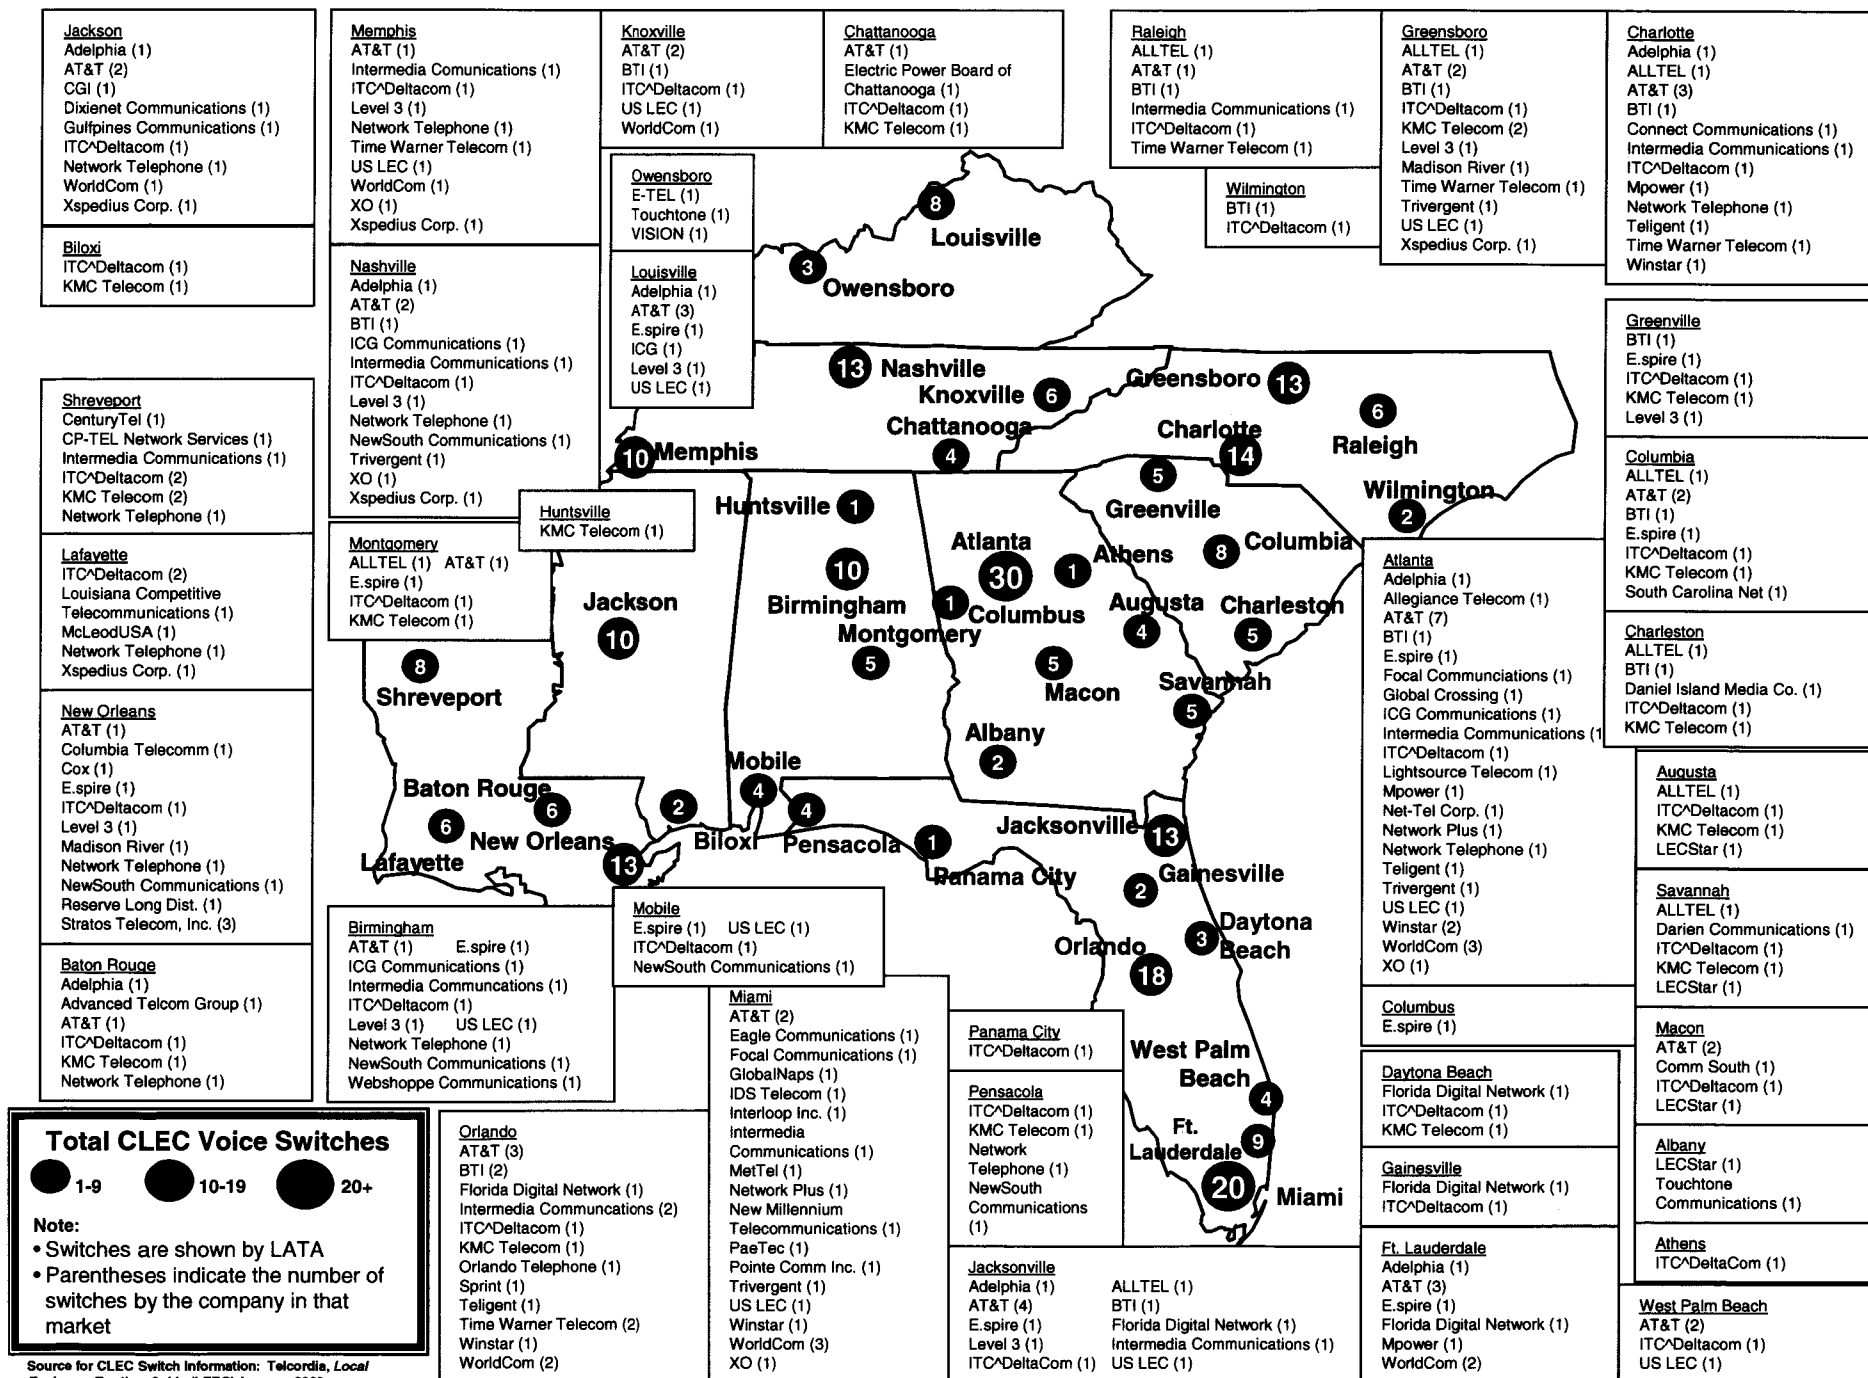 Jackson
Adelphia (1)
AT&T (2)
CGI (1)
Dixienet Communications (1)
Gulfpines Communications (1)
ITC^Deltacom (1)
Network Telephone (1)
WorldCom (1)
Xspedius Corp. (1)
Biloxi
ITC^Deltacom (1)
KMC Telecom (1)
Memphis
AT&T (1)
Intermedia Comunications (1)
ITC^Deltacom (1)
Level 3 (1)
Network Telephone (1)
Time Warner Telecom (1)
US LEC (1)
WorldCom (1)
XO (1)
Xspedius Corp. (1)
Nashville
Adelphia (1)
AT&T (2)
BTI (1)
ICG Communications (1)
Intermedia Communications (1)
ITC^Deltacom (1)
Level 3 (1)
Network Telephone (1)
NewSouth Communications (1)
Trivergent (1)
XO (1)
Xspedius Corp. (1)
Knoxville
AT&T (2)
BTI (1)
ITC^Deltacom (1)
US LEC (1)
WorldCom (1)
Chattanooga
AT&T (1)
Electric Power Board of
Chattanooga (1)
ITC^Deltacom (1)
KMC Telecom (1)
Owensboro
E-TEL (1)
Touchtone (1)
VISION (1)
Louisville
Adelphia (1)
AT&T (3)
E.spire (1)
ICG (1)
Level 3 (1)
US LEC (1)
Raleigh
ALLTEL (1)
AT&T (1)
BTI (1)
Intermedia Communications (1)
ITC^Deltacom (1)
Time Warner Telecom (1)
Wilmington
BTI (1)
ITC^Deltacom (1)
Greensboro
ALLTEL (1)
AT&T (2)
BTI (1)
ITC^Deltacom (1)
KMC Telecom (2)
Level 3 (1)
Madison River (1)
Time Warner Telecom (1)
Trivergent (1)
US LEC (1)
Xspedius Corp. (1)
Charlotte
Adelphia (1)
ALLTEL (1)
AT&T (3)
BTI (1)
Connect Communications (1)
Intermedia Communications (1)
ITC^Deltacom (1)
Mpower (1)
Network Telephone (1)
Teligent (1)
Time Warner Telecom (1)
Winstar (1)
Greenville
BTI (1)
E.spire (1)
ITC^Deltacom (1)
KMC Telecom (1)
Level 3 (1)
Columbia
ALLTEL (1)
AT&T (2)
BTI (1)
E.spire (1)
ITC^Deltacom (1)
KMC Telecom (1)
South Carolina Net (1)
Charleston
ALLTEL (1)
BTI (1)
Daniel Island Media Co. (1)
ITC^Deltacom (1)
KMC Telecom (1)
Shreveport
CenturyTel (1)
CP-TEL Network Services (1)
Intermedia Communications (1)
ITC^Deltacom (2)
KMC Telecom (2)
Network Telephone (1)
Lafayette
ITC^Deltacom (2)
Louisiana Competitive
Telecommunications (1)
McLeodUSA (1)
Network Telephone (1)
Xspedius Corp. (1)
New Orleans
AT&T (1)
Columbia Telecomm (1)
Cox (1)
E.spire (1)
ITC^Deltacom (1)
Level 3 (1)
Madison River (1)
Network Telephone (1)
NewSouth Communications (1)
Reserve Long Dist. (1)
Stratos Telecom, Inc. (3)
Baton Rouge
Adelphia (1)
Advanced Telcom Group (1)
AT&T (1)
ITC^Deltacom (1)
KMC Telecom (1)
Network Telephone (1)
Huntsville
KMC Telecom (1)
Montgomery
ALLTEL (1) AT&T (1)
E.spire (1)
ITC^Deltacom (1)
KMC Telecom (1)
8
Louisville
3
Owensboro
13 Nashville
Knoxville 6
Chattanooga
4
10 Memphis
Greensboro 13
6
Raleigh
Charlotte
14
Wilmington
2
5
Greenville
8 Columbia
Huntsville 1
10
Birmingham
Atlanta
30
Athens
1
1
Columbus
Augusta
4
Charleston
5
Jackson
10
Montgomery
5
5
Macon
Savannah
5
8
Shreveport
Albany
2
Mobile
4
Baton Rouge
6
6
Lafayette
New Orleans
13
2
Biloxi
4
Pensacola
1
Panama City
Jacksonville
13
2
Gainesville
3
Daytona
Beach
Orlando
18
West Palm
Beach
4
Ft.
Lauderdale
9
20
Miami
Atlanta
Adelphia (1)
Allegiance Telecom (1)
AT&T (7)
BTI (1)
E.spire (1)
Focal Communciations (1)
Global Crossing (1)
ICG Communications (1)
Intermedia Communications (1
ITC^Deltacom (1)
Lightsource Telecom (1)
Mpower (1)
Net-Tel Corp. (1)
Network Plus (1)
Network Telephone (1)
Teligent (1)
Trivergent (1)
US LEC (1)
Winstar (2)
WorldCom (3)
XO (1)
Columbus
E.spire (1)
Augusta
ALLTEL (1)
ITC^Deltacom (1)
KMC Telecom (1)
LECStar (1)
Savannah
ALLTEL (1)
Darien Communications (1)
ITC^Deltacom (1)
KMC Telecom (1)
LECStar (1)
Macon
AT&T (2)
Comm South (1)
ITC^Deltacom (1)
LECStar (1)
Albany
LECStar (1)
Touchtone
Communications (1)
Athens
ITC^DeltaCom (1)
West Palm Beach
AT&T (2)
ITC^Deltacom (1)
US LEC (1)
Daytona Beach
Florida Digital Network (1)
ITC^Deltacom (1)
KMC Telecom (1)
Gainesville
Florida Digital Network (1)
ITC^Deltacom (1)
Ft. Lauderdale
Adelphia (1)
AT&T (3)
E.spire (1)
Florida Digital Network (1)
Mpower (1)
WorldCom (2)
Birmingham
AT&T (1) E.spire (1)
ICG Communcations (1)
Intermedia Communcations (1)
ITC^Deltacom (1)
Level 3 (1) US LEC (1)
Network Telephone (1)
NewSouth Communcations (1)
Webshoppe Communcations (1)
Mobile
E.spire (1) US LEC (1)
ITC^Deltacom (1)
NewSouth Communcations (1)
Miami
AT&T (2)
Eagle Communcations (1)
Focal Communcations (1)
GlobalNaps (1)
IDS Telecom (1)
Interloop Inc. (1)
Intermedia
Communcations (1)
MetTel (1)
Network Plus (1)
New Millennium
Telecommunications (1)
PaeTec (1)
Pointe Comm Inc. (1)
Trivergent (1)
US LEC (1)
Winstar (1)
WorldCom (3)
XO (1)
Panama City
ITC^Deltacom (1)
Pensacola
ITC^Deltacom (1)
KMC Telecom (1)
Network
Telephone (1)
NewSouth
Communcations
(1)
Jacksonville
Adelphia (1) ALLTEL (1)
AT&T (4) BTI (1)
E.spire (1) Florida Digital Network (1)
Level 3 (1) Intermedia Communcations (1)
ITC^DeltaCom (1) US LEC (1)
Orlando
AT&T (3)
BTI (2)
Florida Digital Network (1)
Intermedia Communcations (2)
ITC^Deltacom (1)
KMC Telecom (1)
Orlando Telephone (1)
Sprint (1)
Teligent (1)
Time Warner Telecom (2)
Winstar (1)
WorldCom (2)
Total CLEC Voice Switches
1-9 10-19 20+
Note:
• Switches are shown by LATA
• Parentheses indicate the number of
switches by the company in that
market
Source for CLEC Switch Information: Telcordia, Local